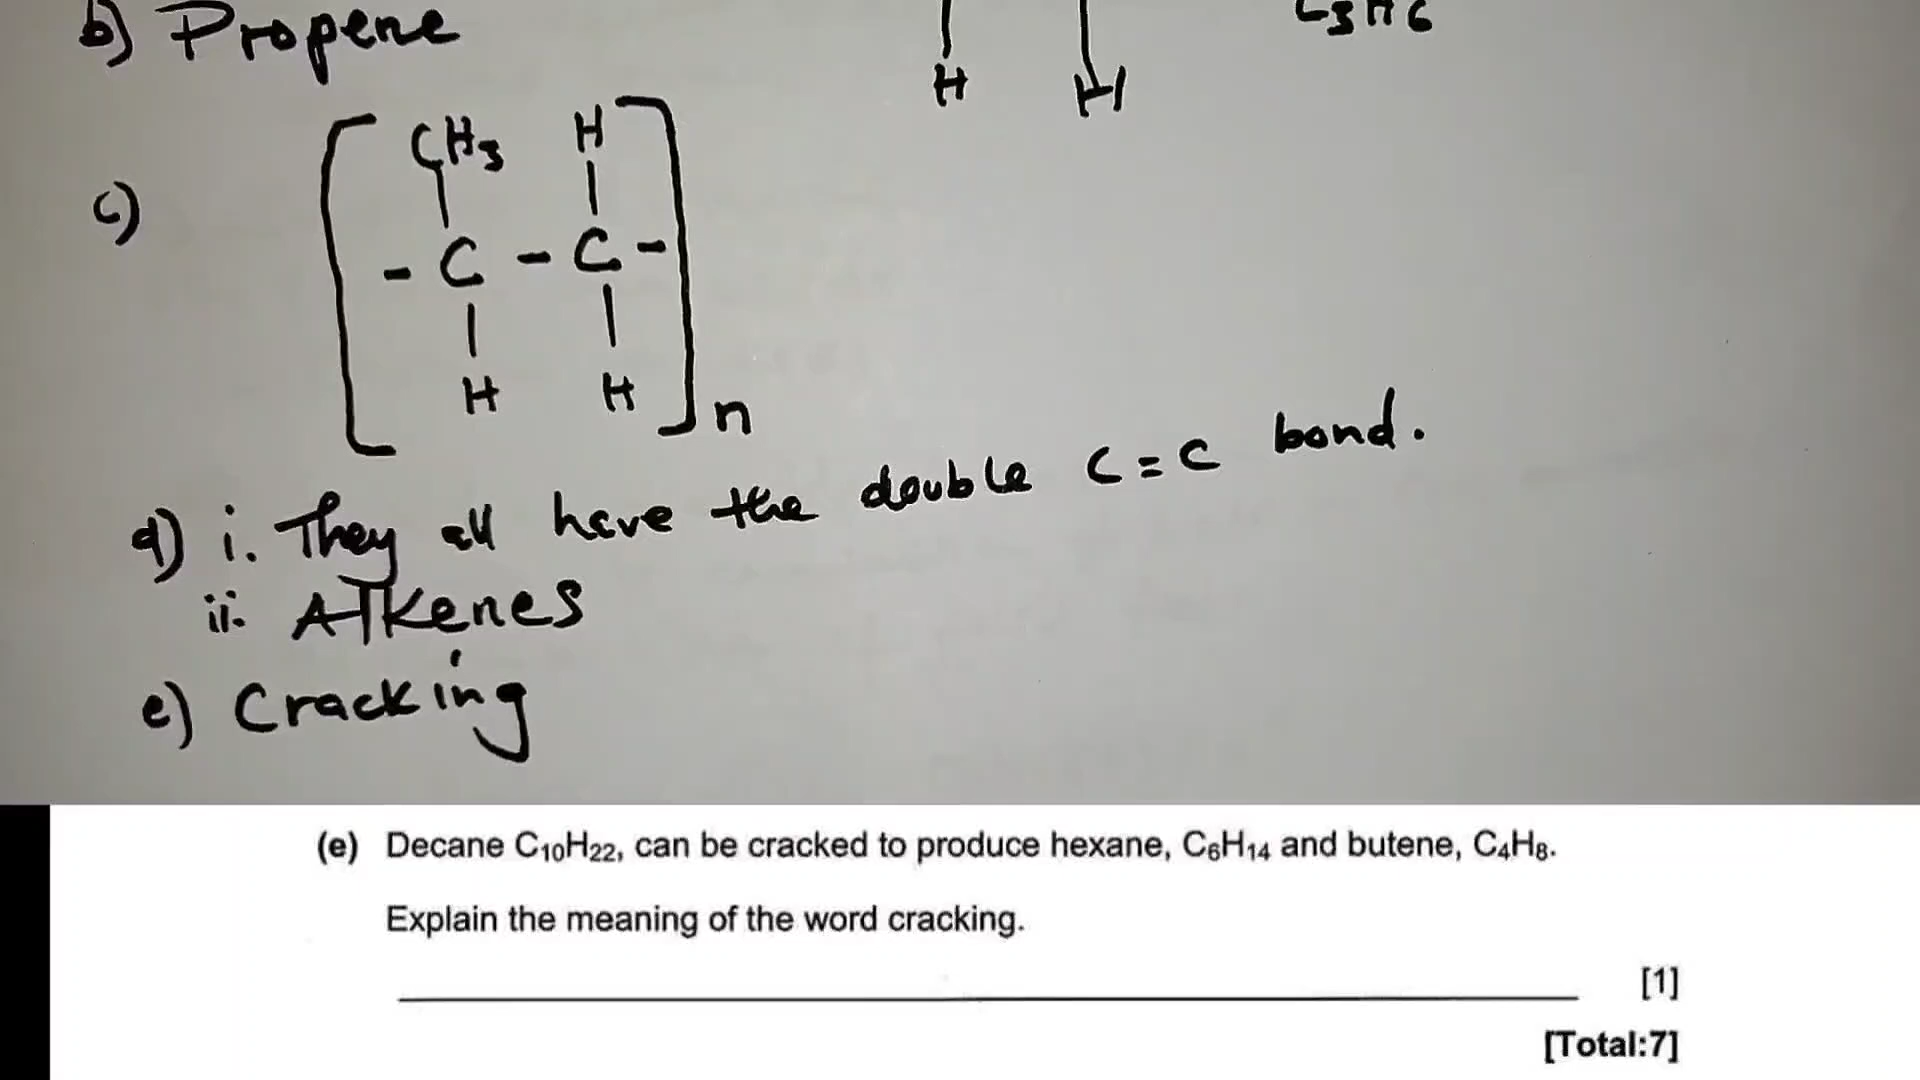 b) Propene
C3H6
H H
c)
CH3 H
- C - C -
H H
n
d) i. They all have the double C=C bond.
ii. Alkenes
e) Cracking
(e) Decane C10H22, can be cracked to produce hexane, C6H14 and butene, C4H8.
Explain the meaning of the word cracking.
[1]
[Total:7]